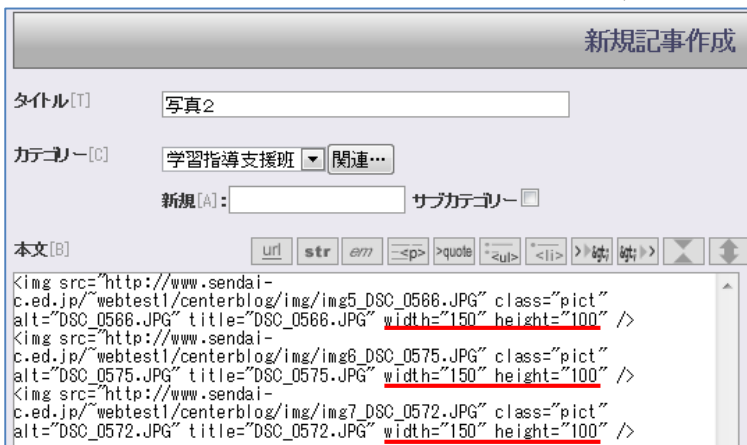 新規記事作成
タイトル[T] 写真2
カテゴリー[C] 学習指導支援班 関連…
新規[A]: サブカテゴリー
本文[B] url str em =<p> >quote <ul> <li> >>&gt; &gt;>>
<img src="http://www.sendai-
c.ed.jp/~webtest1/centerblog/img/img5_DSC_0566.JPG" class="pict"
alt="DSC_0566.JPG" title="DSC_0566.JPG" width="150" height="100" />
<img src="http://www.sendai-
c.ed.jp/~webtest1/centerblog/img/img6_DSC_0575.JPG" class="pict"
alt="DSC_0575.JPG" title="DSC_0575.JPG" width="150" height="100" />
<img src="http://www.sendai-
c.ed.jp/~webtest1/centerblog/img/img7_DSC_0572.JPG" class="pict"
alt="DSC_0572.JPG" title="DSC_0572.JPG" width="150" height="100" />